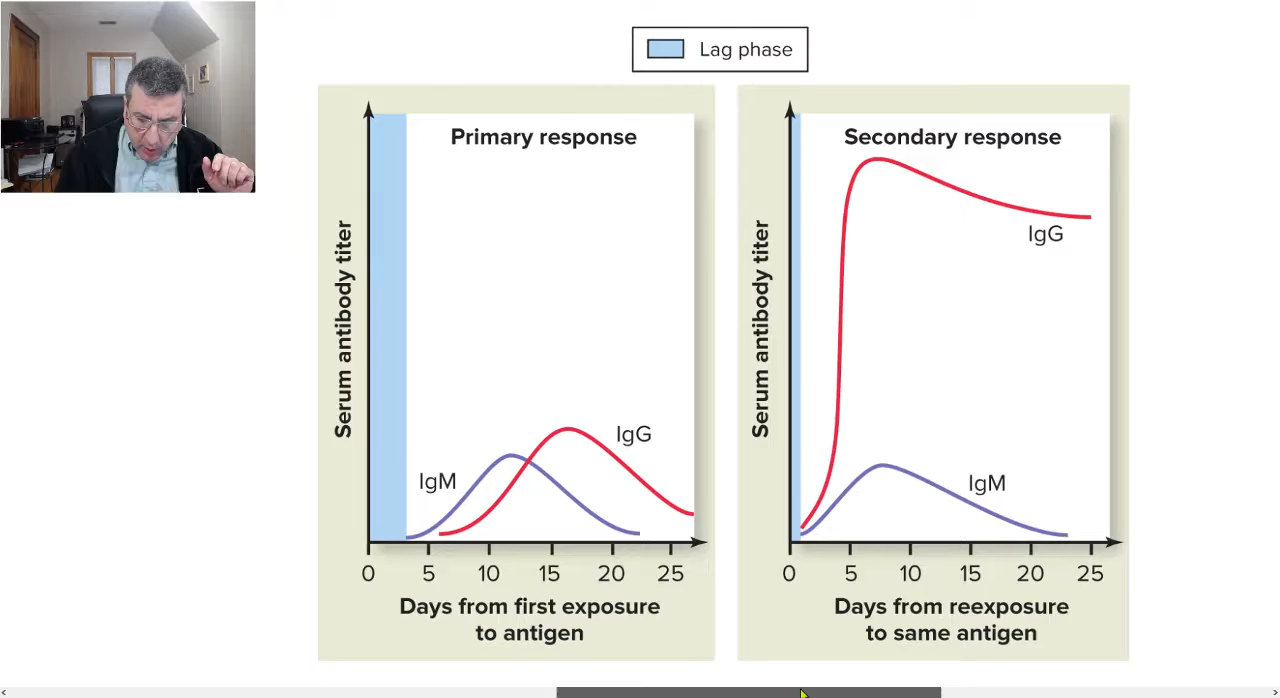 Lag phase
Primary response
Serum antibody titer
IgM
IgG
0 5 10 15 20 25
Days from first exposure
to antigen
Secondary response
Serum antibody titer
IgG
IgM
0 5 10 15 20 25
Days from reexposure
to same antigen